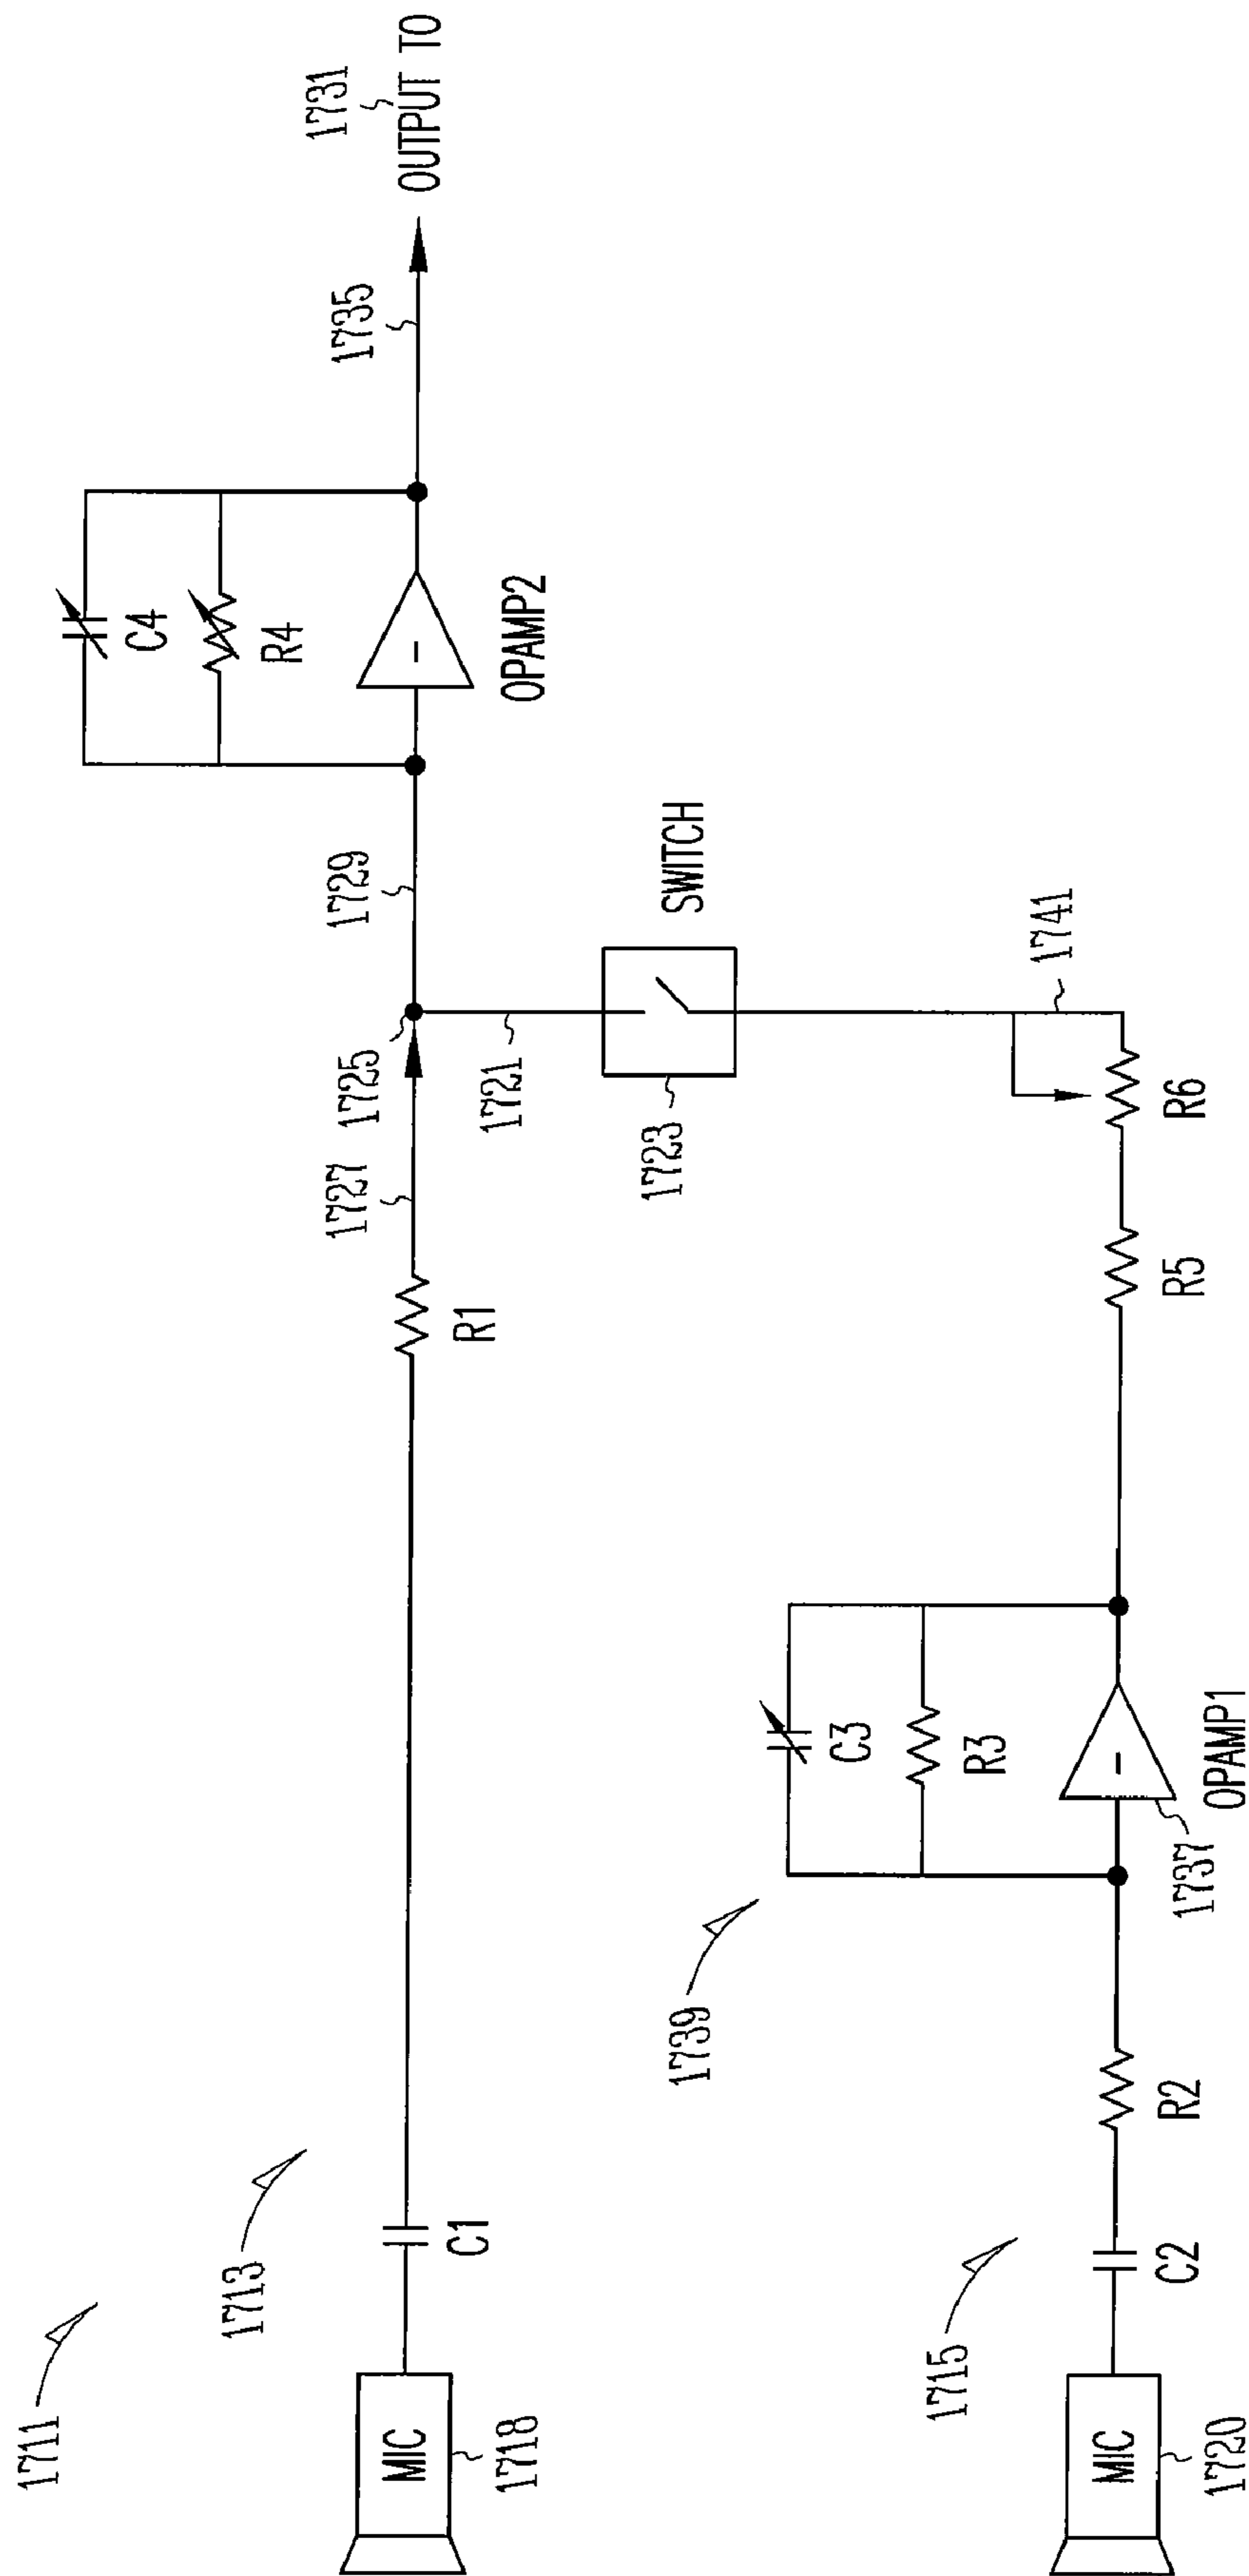 1711
1713
MIC
1718
C1
R1
1727
1725
1729
C4
R4
OPAMP2
1735
1731
OUTPUT TO
1721
SWITCH
1723
1715
MIC
1720
C2
R2
1739
C3
R3
1737
OPAMP1
R5
R6
1741